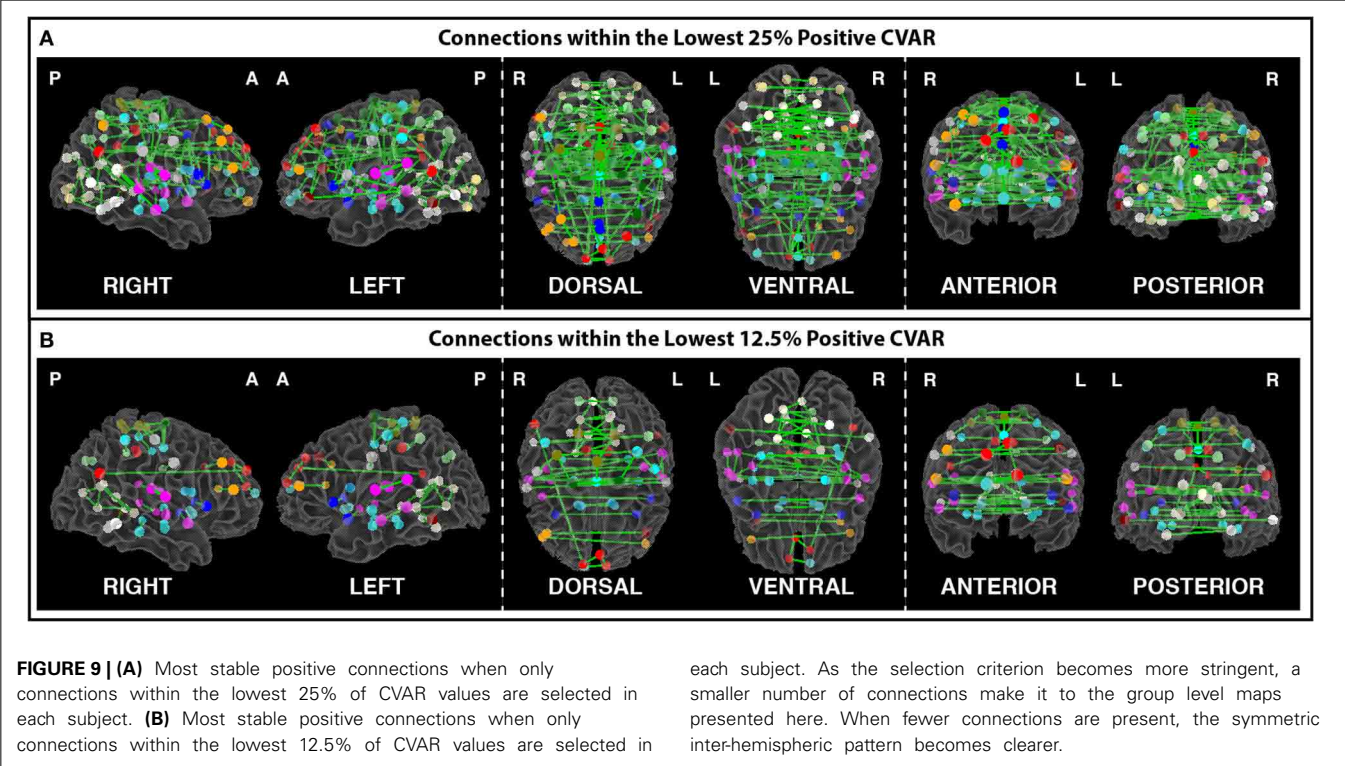 A
Connections within the Lowest 25% Positive CVAR
P A A P R L L R R L L R
RIGHT LEFT DORSAL VENTRAL ANTERIOR POSTERIOR
B
Connections within the Lowest 12.5% Positive CVAR
P A A P R L L R R L L R
RIGHT LEFT DORSAL VENTRAL ANTERIOR POSTERIOR
FIGURE 9 | (A) Most stable positive connections when only
connections within the lowest 25% of CVAR values are selected in
each subject. (B) Most stable positive connections when only
connections within the lowest 12.5% of CVAR values are selected in
each subject. As the selection criterion becomes more stringent, a
smaller number of connections make it to the group level maps
presented here. When fewer connections are present, the symmetric
inter-hemispheric pattern becomes clearer.